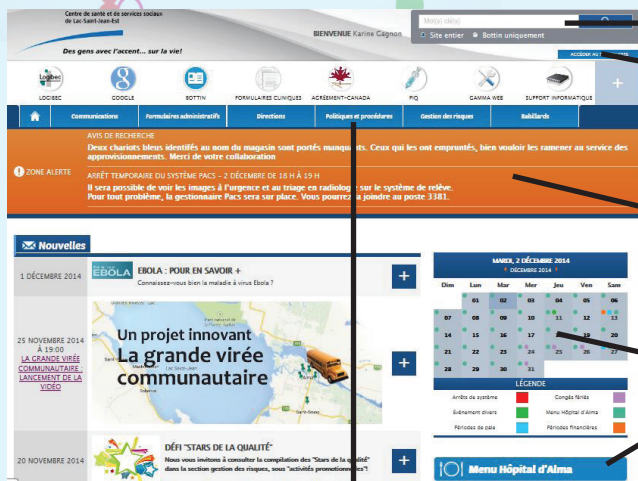 Centre de santé et de services sociaux
de Lac-Saint-Jean-Est
Des gens avec l'accent... sur la vie!
BIENVENUE Karine Gagnon
Mot(s) clé(s)
Site entier Bottin uniquement
ACCÉDER AU
Logibec
LOGIBEC GOOGLE BOTTIN FORMULAIRES CLINIQUES AGRÉMENT-CANADA PIQ GAMMA WEB SUPPORT INFORMATIQUE
+
Communications Formulaires administratifs Directions Politiques et procédures Gestion des risques Babillards
AVIS DE RECHERCHE
Deux chariots bleus identifiés au nom du magasin sont portés manquants. Ceux qui les ont empruntés, bien vouloir les ramener au service des
approvisionnements. Merci de votre collaboration
ZONE ALERTE
ARRÊT TEMPORAIRE DU SYSTÈME PACS - 2 DÉCEMBRE DE 18 H À 19 H
Il sera possible de voir les images à l'urgence et au triage en radiologie sur le système de relève.
Pour tout problème, la gestionnaire Pacs sera sur place. Vous pourrez la joindre au poste 3381.
Nouvelles
1 DÉCEMBRE 2014
EBOLA
EBOLA : POUR EN SAVOIR +
Connaissez-vous bien la maladie à virus Ebola ?
+
25 NOVEMBRE 2014
À 19:00
LA GRANDE VIRÉE
COMMUNAUTAIRE :
LANCEMENT DE LA
VIDÉO
Un projet innovant
La grande virée
communautaire
+
20 NOVEMBRE 2014
DÉFI "STARS DE LA QUALITÉ"
Nous vous invitons à consulter la compilation des "Stars de la qualité"
dans la section gestion des risques, sous "activités promotionnelles"!
+
MARDI, 2 DÉCEMBRE 2014
DÉCEMBRE 2014
Dim Lun Mar Mer Jeu Ven Sam
01 02 03 04 05 06
07 08 09 10 11 12 13
14 15 16 17 19 20
21 22 23 24 25 26 27
28 29 30 31
LÉGENDE
Arrêts de système Congés fériés
Évènement divers Menu Hôpital d'Alma
Périodes de paie Périodes financières
Menu Hôpital d'Alma